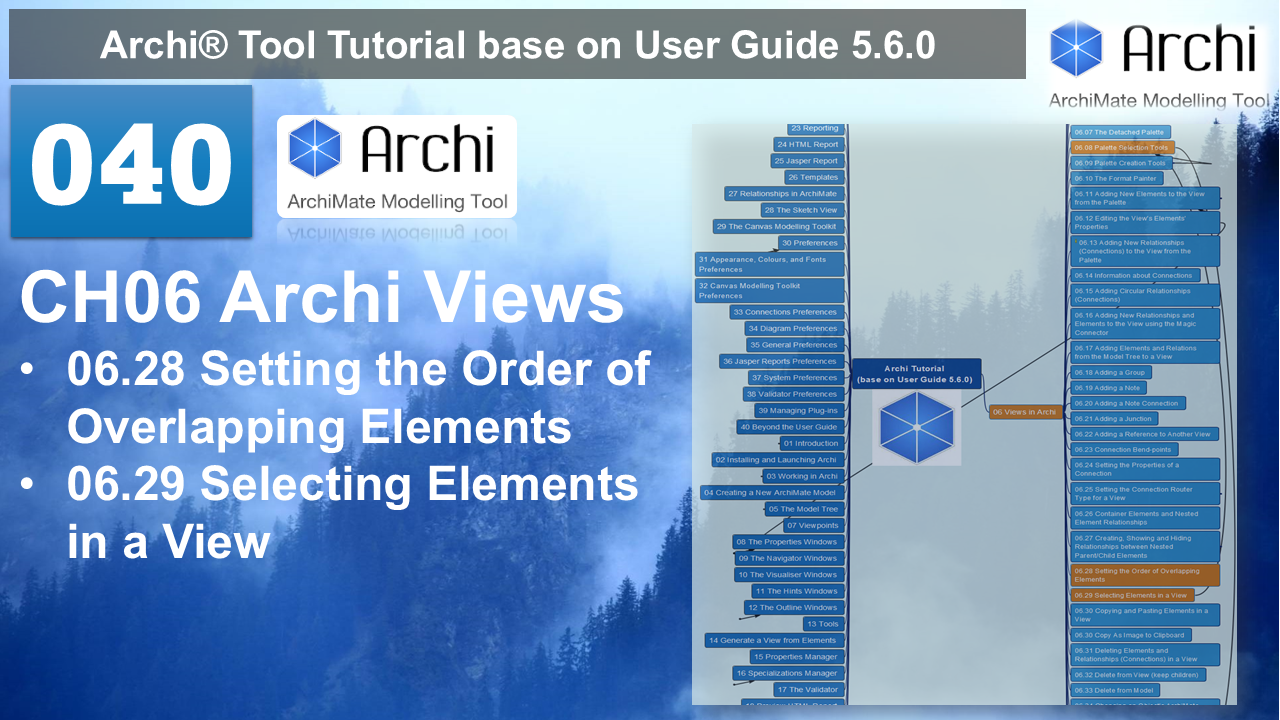 Archi® Tool Tutorial base on User Guide 5.6.0
Archi
ArchiMate Modelling Tool
040
Archi
ArchiMate Modelling Tool
CH06 Archi Views
• 06.28 Setting the Order of
Overlapping Elements
• 06.29 Selecting Elements
in a View
23 Reporting
24 HTML Report
25 Jasper Report
26 Templates
27 Relationships in ArchiMate
28 The Sketch View
29 The Canvas Modelling Toolkit
30 Preferences
31 Appearance, Colours, and Fonts
Preferences
32 Canvas Modelling Toolkit
Preferences
33 Connections Preferences
34 Diagram Preferences
35 General Preferences
36 Jasper Reports Preferences
37 System Preferences
38 Validator Preferences
39 Managing Plug-ins
40 Beyond the User Guide
01 Introduction
02 Installing and Launching Archi
03 Working in Archi
04 Creating a New ArchiMate Model
05 The Model Tree
07 Viewpoints
08 The Properties Windows
09 The Navigator Windows
10 The Visualiser Windows
11 The Hints Windows
12 The Outline Windows
13 Tools
14 Generate a View from Elements
15 Properties Manager
16 Specializations Manager
17 The Validator
Archi Tutorial
(base on User Guide 5.6.0)
06 Views in Archi
06.07 The Detached Palette
06.08 Palette Selection Tools
06.09 Palette Creation Tools
06.10 The Format Painter
06.11 Adding New Elements to the View
from the Palette
06.12 Editing the View's Elements'
Properties
06.13 Adding New Relationships
(Connections) to the View from the
Palette
06.14 Information about Connections
06.15 Adding Circular Relationships
(Connections)
06.16 Adding New Relationships and
Elements to the View using the Magic
Connector
06.17 Adding Elements and Relations
from the Model Tree to a View
06.18 Adding a Group
06.19 Adding a Note
06.20 Adding a Note Connection
06.21 Adding a Junction
06.22 Adding a Reference to Another View
06.23 Connection Bend-points
06.24 Setting the Properties of a
Connection
06.25 Setting the Connection Router
Type for a View
06.26 Container Elements and Nested
Element Relationships
06.27 Creating, Showing and Hiding
Relationships between Nested
Parent/Child Elements
06.28 Setting the Order of Overlapping
Elements
06.29 Selecting Elements in a View
06.30 Copying and Pasting Elements in a
View
06.30 Copy As Image to Clipboard
06.31 Deleting Elements and
Relationships (Connections) in a View
06.32 Delete from View (keep children)
06.33 Delete from Model